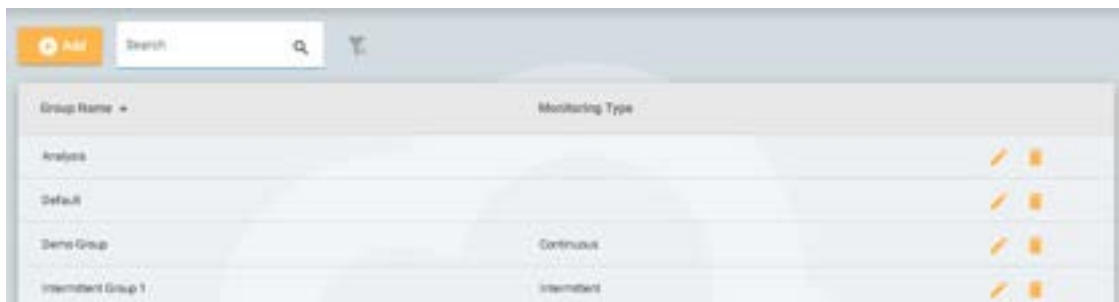 Add Search
Group Name Monitoring Type
Analysis
Default
Demo Group Continuous
Intermittent Group 1 Intermittent